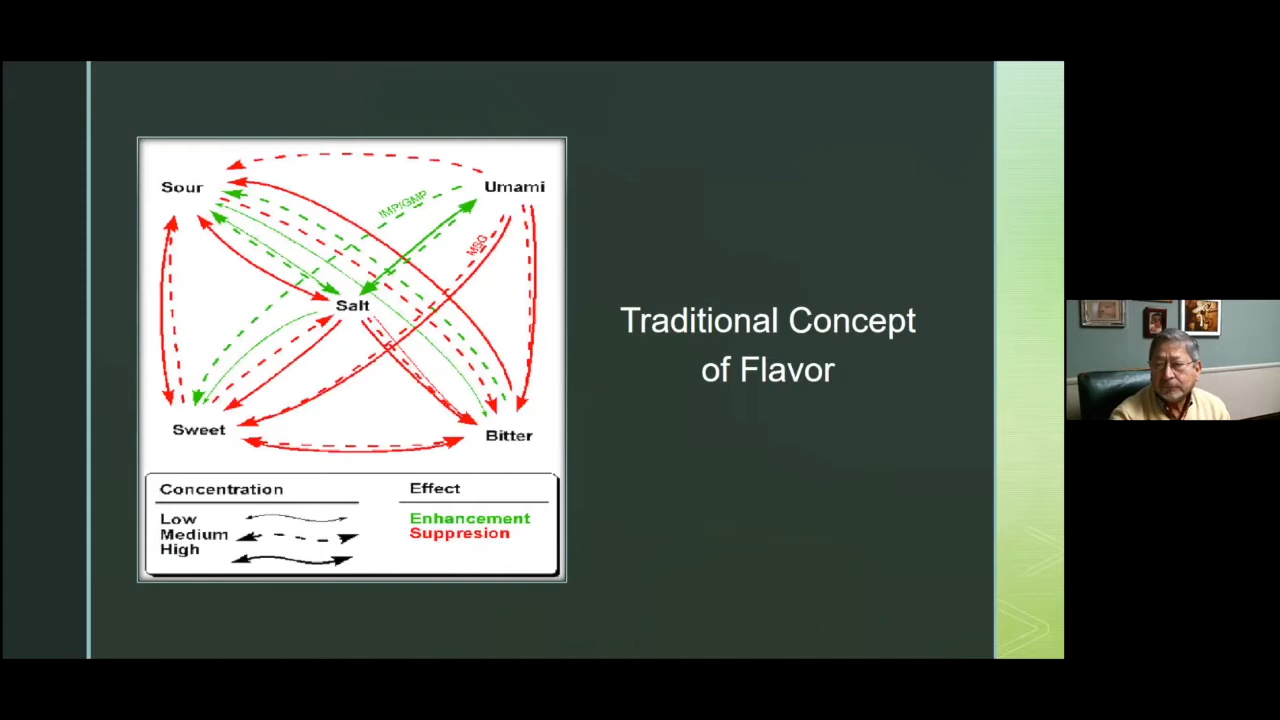 Sour
Umami
IMP/GMP
MSG
Salt
Sweet
Bitter
Concentration
Effect
Low
Medium
High
Enhancement
Suppresion
Traditional Concept
of Flavor